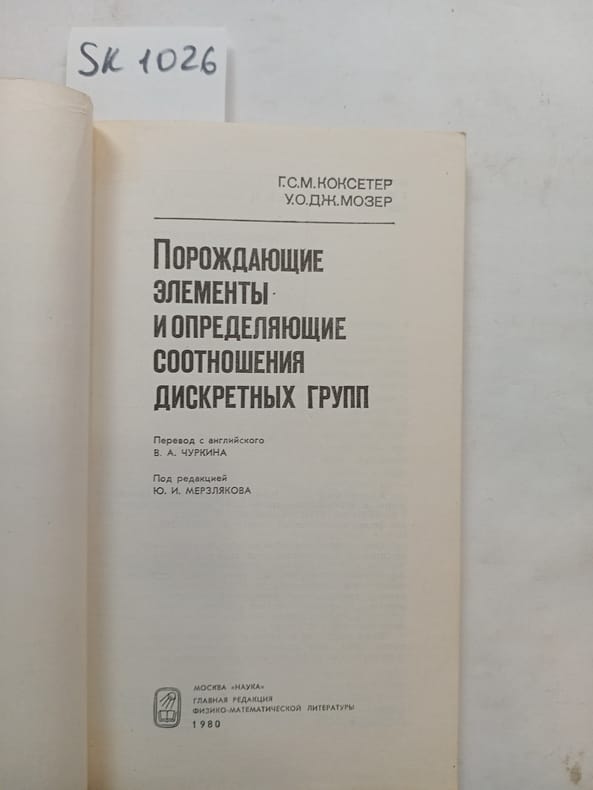 SK 1026
Г.С.М.КОКСЕТЕР
У.О.ДЖ.МОЗЕР
ПОРОЖДАЮЩИЕ
ЭЛЕМЕНТЫ
И ОПРЕДЕЛЯЮЩИЕ
СООТНОШЕНИЯ
ДИСКРЕТНЫХ ГРУПП
Перевод с английского
В. А. ЧУРКИНА
Под редакцией
Ю. И. МЕРЗЛЯКОВА
МОСКВА «НАУКА»
ГЛАВНАЯ РЕДАКЦИЯ
ФИЗИКО-МАТЕМАТИЧЕСКОЙ ЛИТЕРАТУРЫ
1980